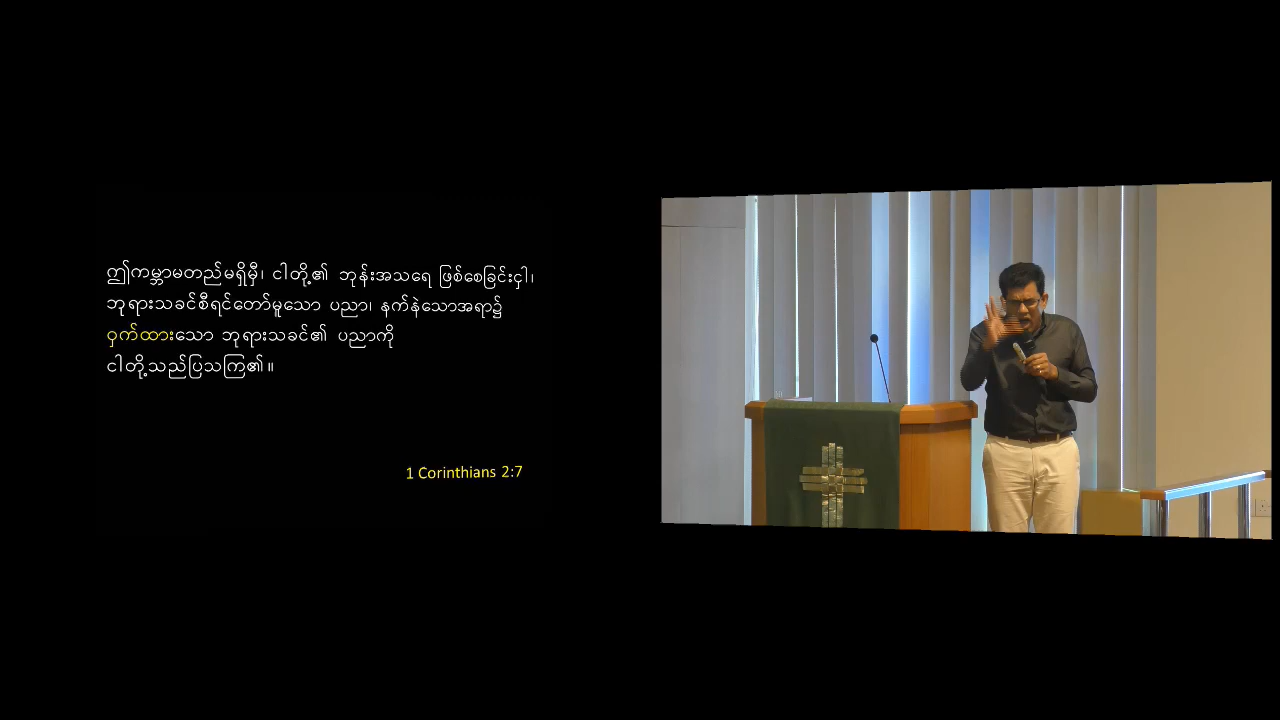 ဤကမ္ဘာမတည်မရှိမှီ၊ ငါတို့၏ ဘုန်းအသရေ ဖြစ်စေခြင်းငှါ၊
ဘုရားသခင်စီရင်တော်မူသော ပညာ၊ နက်နဲသောအရာ၌
ဝှက်ထားသော ဘုရားသခင်၏ ပညာကို
ငါတို့သည်ပြသကြ၏။
1 Corinthians 2:7